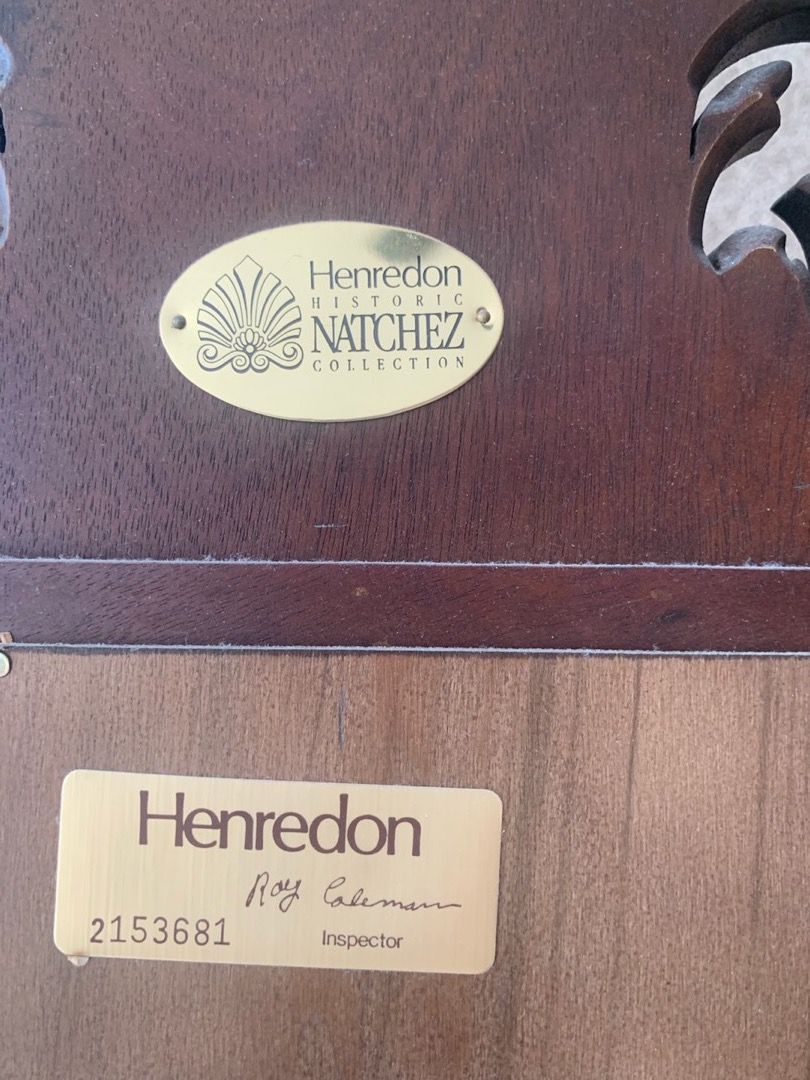 Henredon
HISTORIC
NATCHEZ
COLLECTION
Henredon
Roy Coleman
2153681
Inspector